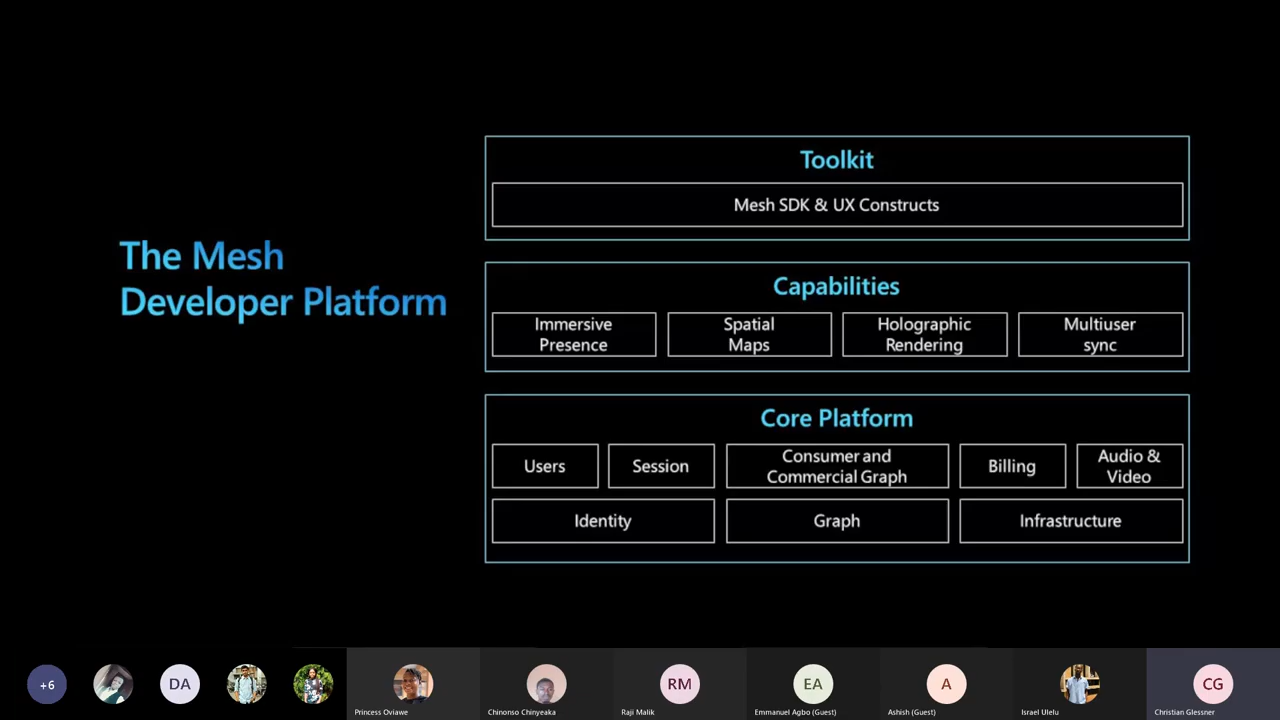 The Mesh
Developer Platform
Toolkit
Mesh SDK & UX Constructs
Capabilities
Immersive
Presence
Spatial
Maps
Holographic
Rendering
Multiuser
sync
Core Platform
Users
Session
Consumer and
Commercial Graph
Billing
Audio &
Video
Identity
Graph
Infrastructure
+6
DA
RM
EA
A
CG
Princess Oviawe
Chinonso Chinyeaka
Raji Malik
Emmanuel Agbo (Guest)
Ashish (Guest)
Israel Ulelu
Christian Glessner